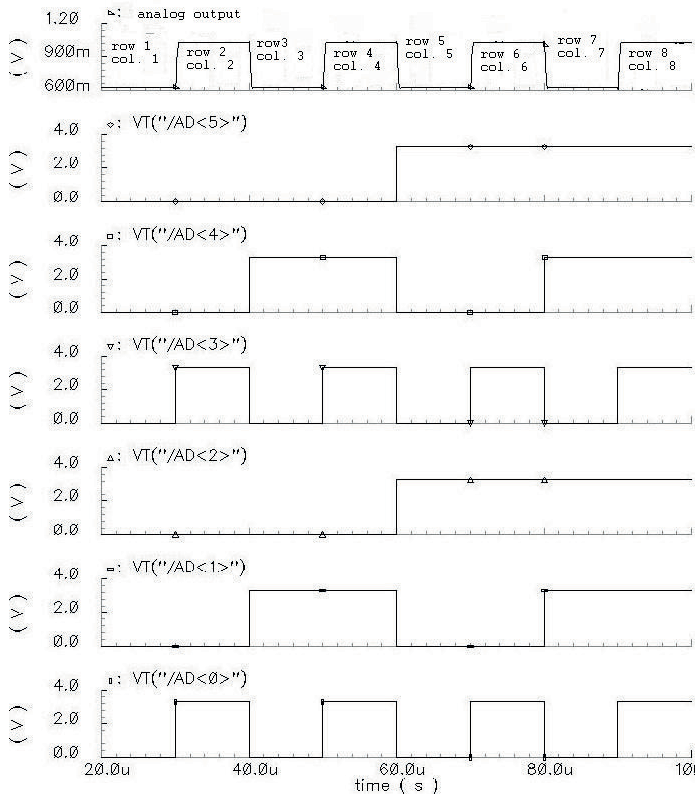 analog output
1.20
900m
600m
( V )
row 1
col. 1
row 2
col. 2
row3
col. 3
row 4
col. 4
row 5
col. 5
row 6
col. 6
row 7
col. 7
row 8
col. 8
: VT("/AD<5>")
4.0
2.0
0.0
( V )
: VT("/AD<4>")
4.0
2.0
0.0
( V )
: VT("/AD<3>")
4.0
2.0
0.0
( V )
: VT("/AD<2>")
4.0
2.0
0.0
( V )
: VT("/AD<1>")
4.0
2.0
0.0
( V )
: VT("/AD<0>")
4.0
2.0
0.0
( V )
20.0u 40.0u 60.0u 80.0u 10
time ( s )